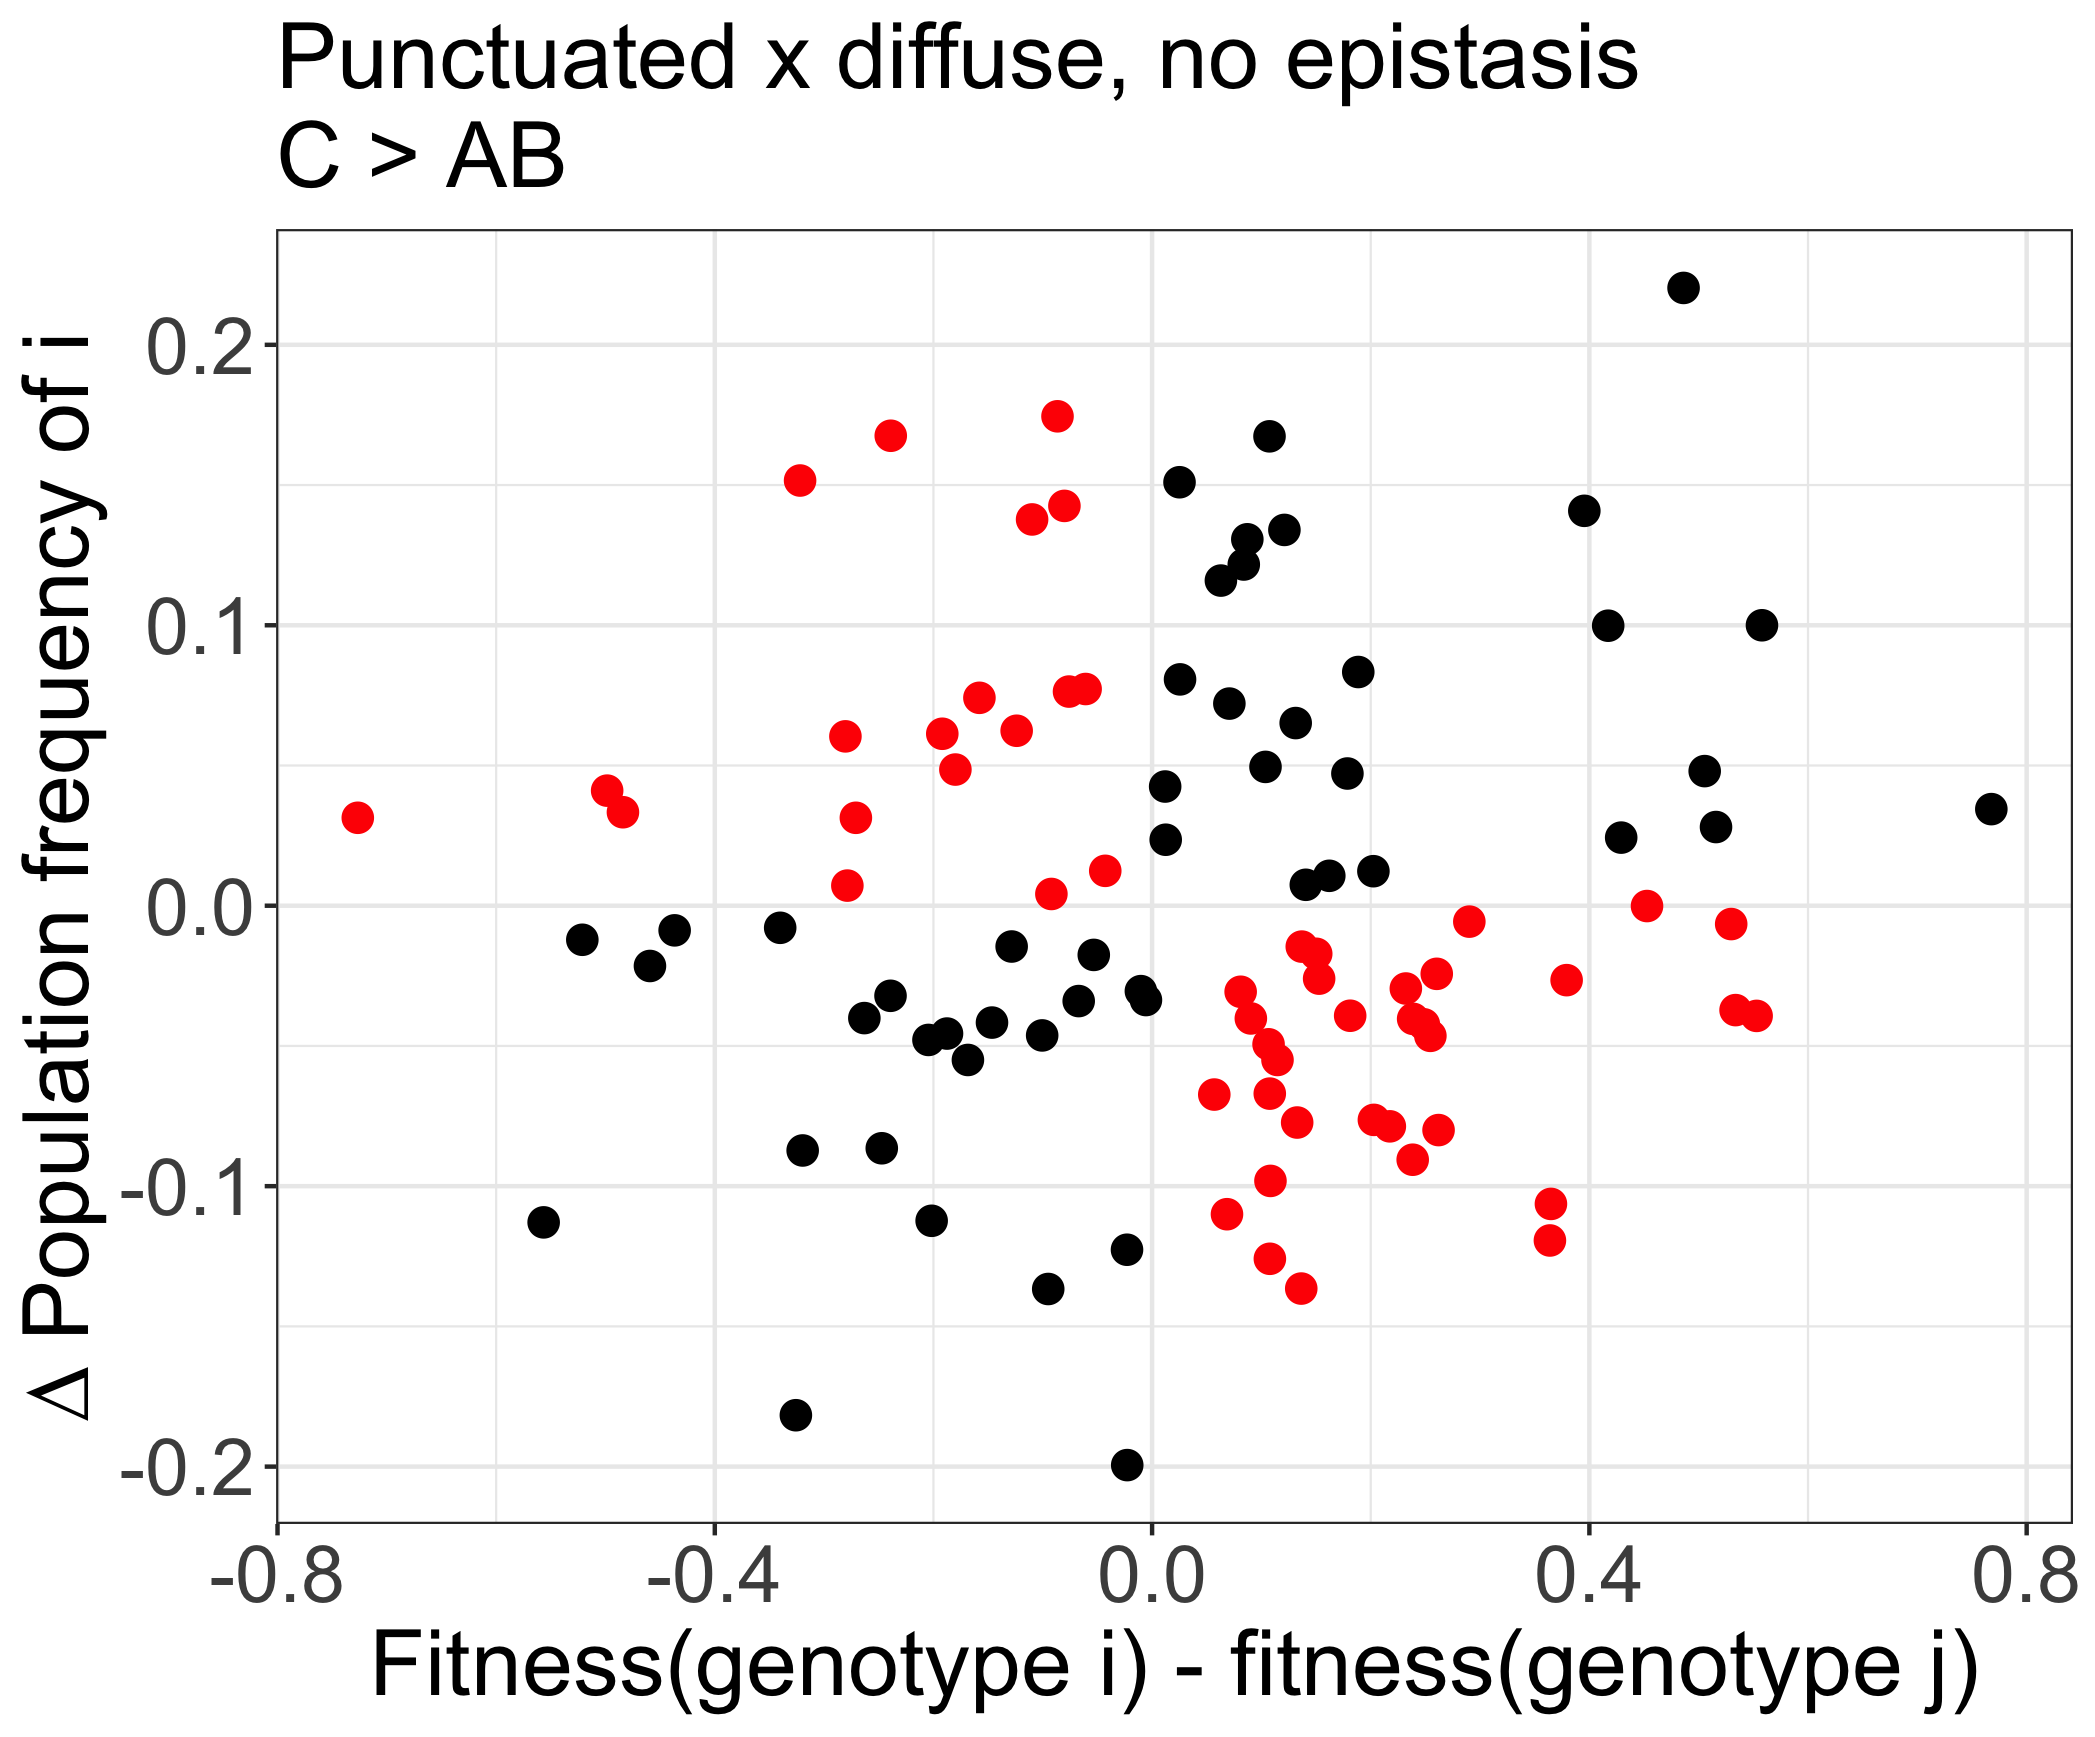 Punctuated x diffuse, no epistasis
C > AB
Δ Population frequency of i
0.2
0.1
0.0
-0.1
-0.2
-0.8 -0.4 0.0 0.4 0.8
Fitness(genotype i) - fitness(genotype j)